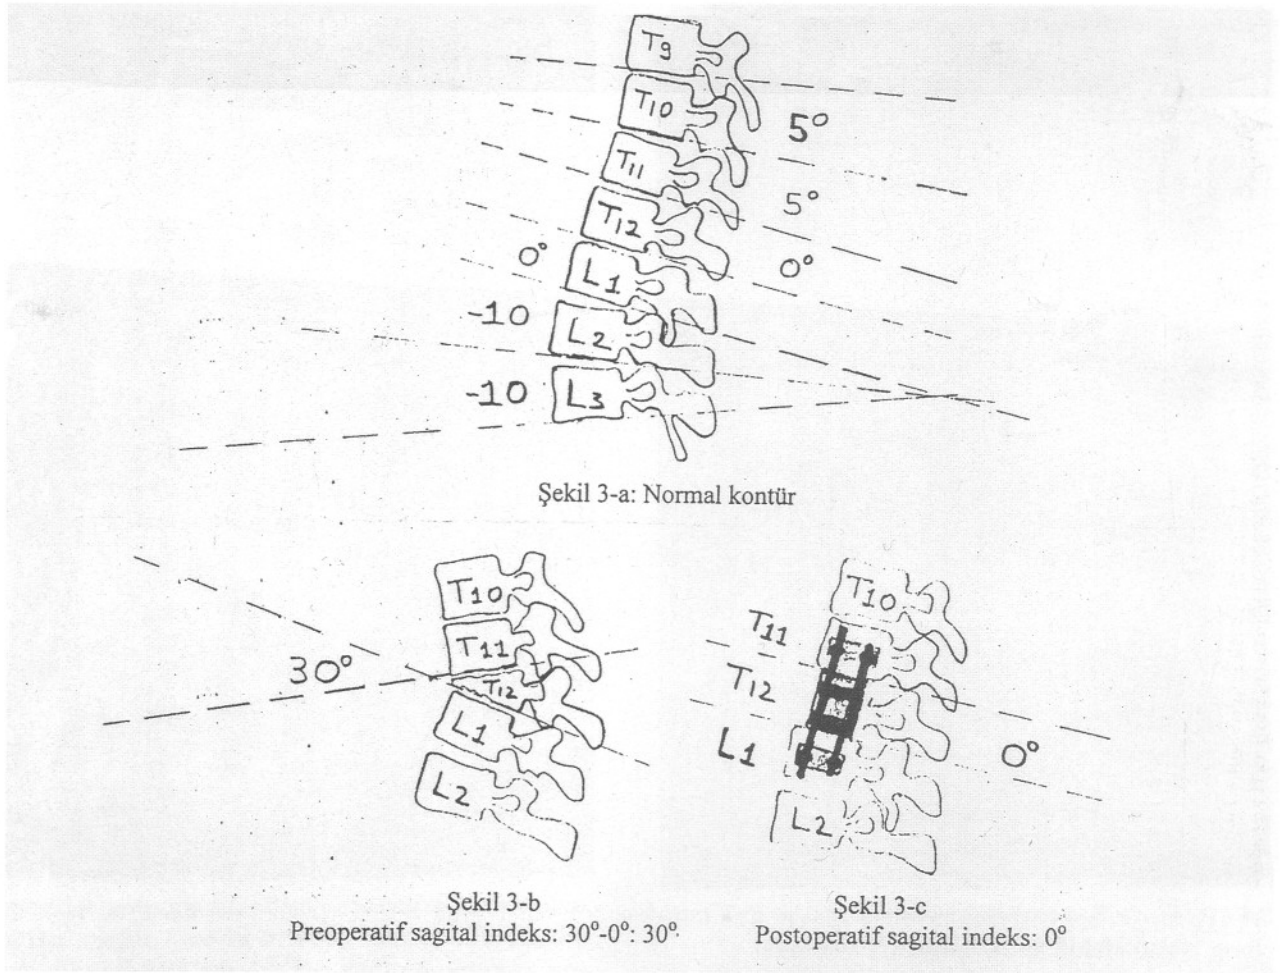 T9
T10
5°
T11
5°
T12
0°
0°
L1
-10
L2
-10
L3
Şekil 3-a: Normal kontür
T10
T11
30°
T12
L1
L2
Şekil 3-b
Preoperatif sagital indeks: 30°-0°: 30°
T10
T11
T12
L1
0°
L2
Şekil 3-c
Postoperatif sagital indeks: 0°